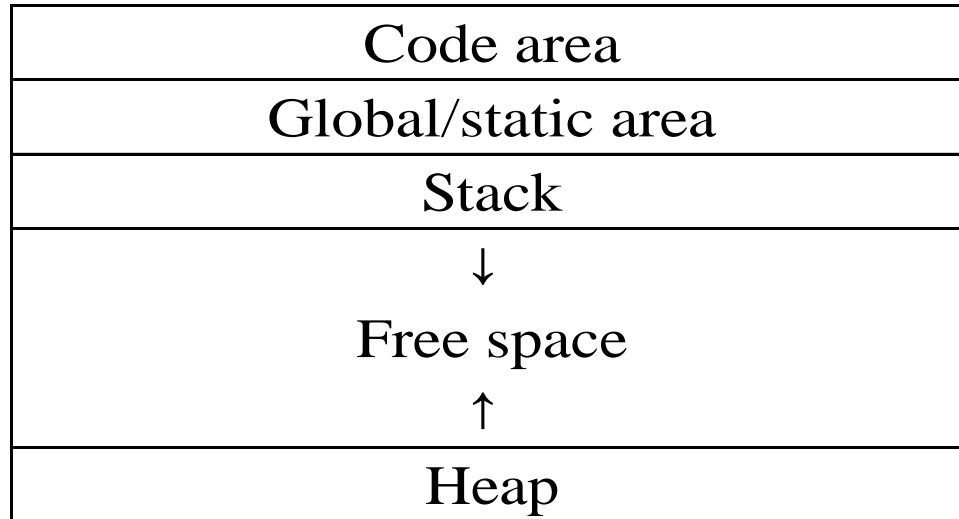 Code area
Global/static area
Stack
↓
Free space
↑
Heap